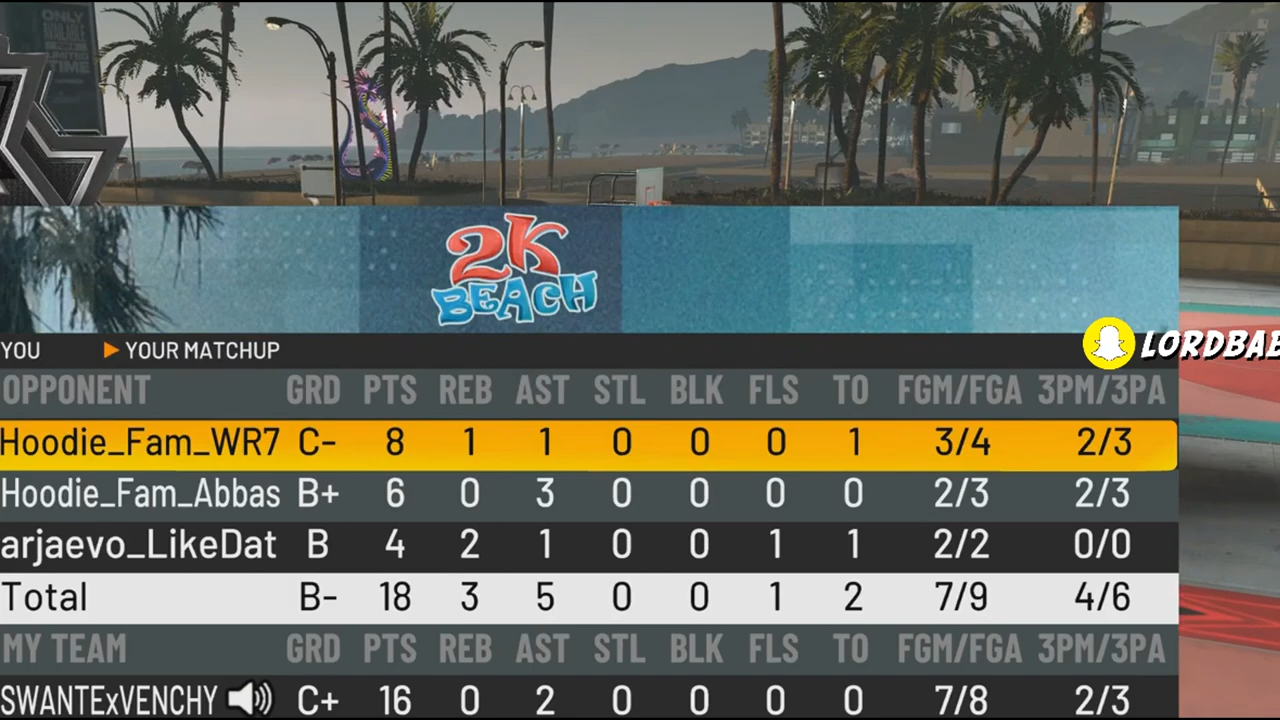 ONLY
AVAILABLE
LIMITED
TIME
2K
BEACH
YOU YOUR MATCHUP
LORDBAE
OPPONENT GRD PTS REB AST STL BLK FLS TO FGM/FGA 3PM/3PA
Hoodie_Fam_WR7 C- 8 1 1 0 0 0 1 3/4 2/3
Hoodie_Fam_Abbas B+ 6 0 3 0 0 0 0 2/3 2/3
arjaevo_LikeDat B 4 2 1 0 0 1 1 2/2 0/0
Total B- 18 3 5 0 0 1 2 7/9 4/6
MY TEAM GRD PTS REB AST STL BLK FLS TO FGM/FGA 3PM/3PA
SWANTExVENCHY C+ 16 0 2 0 0 0 0 7/8 2/3